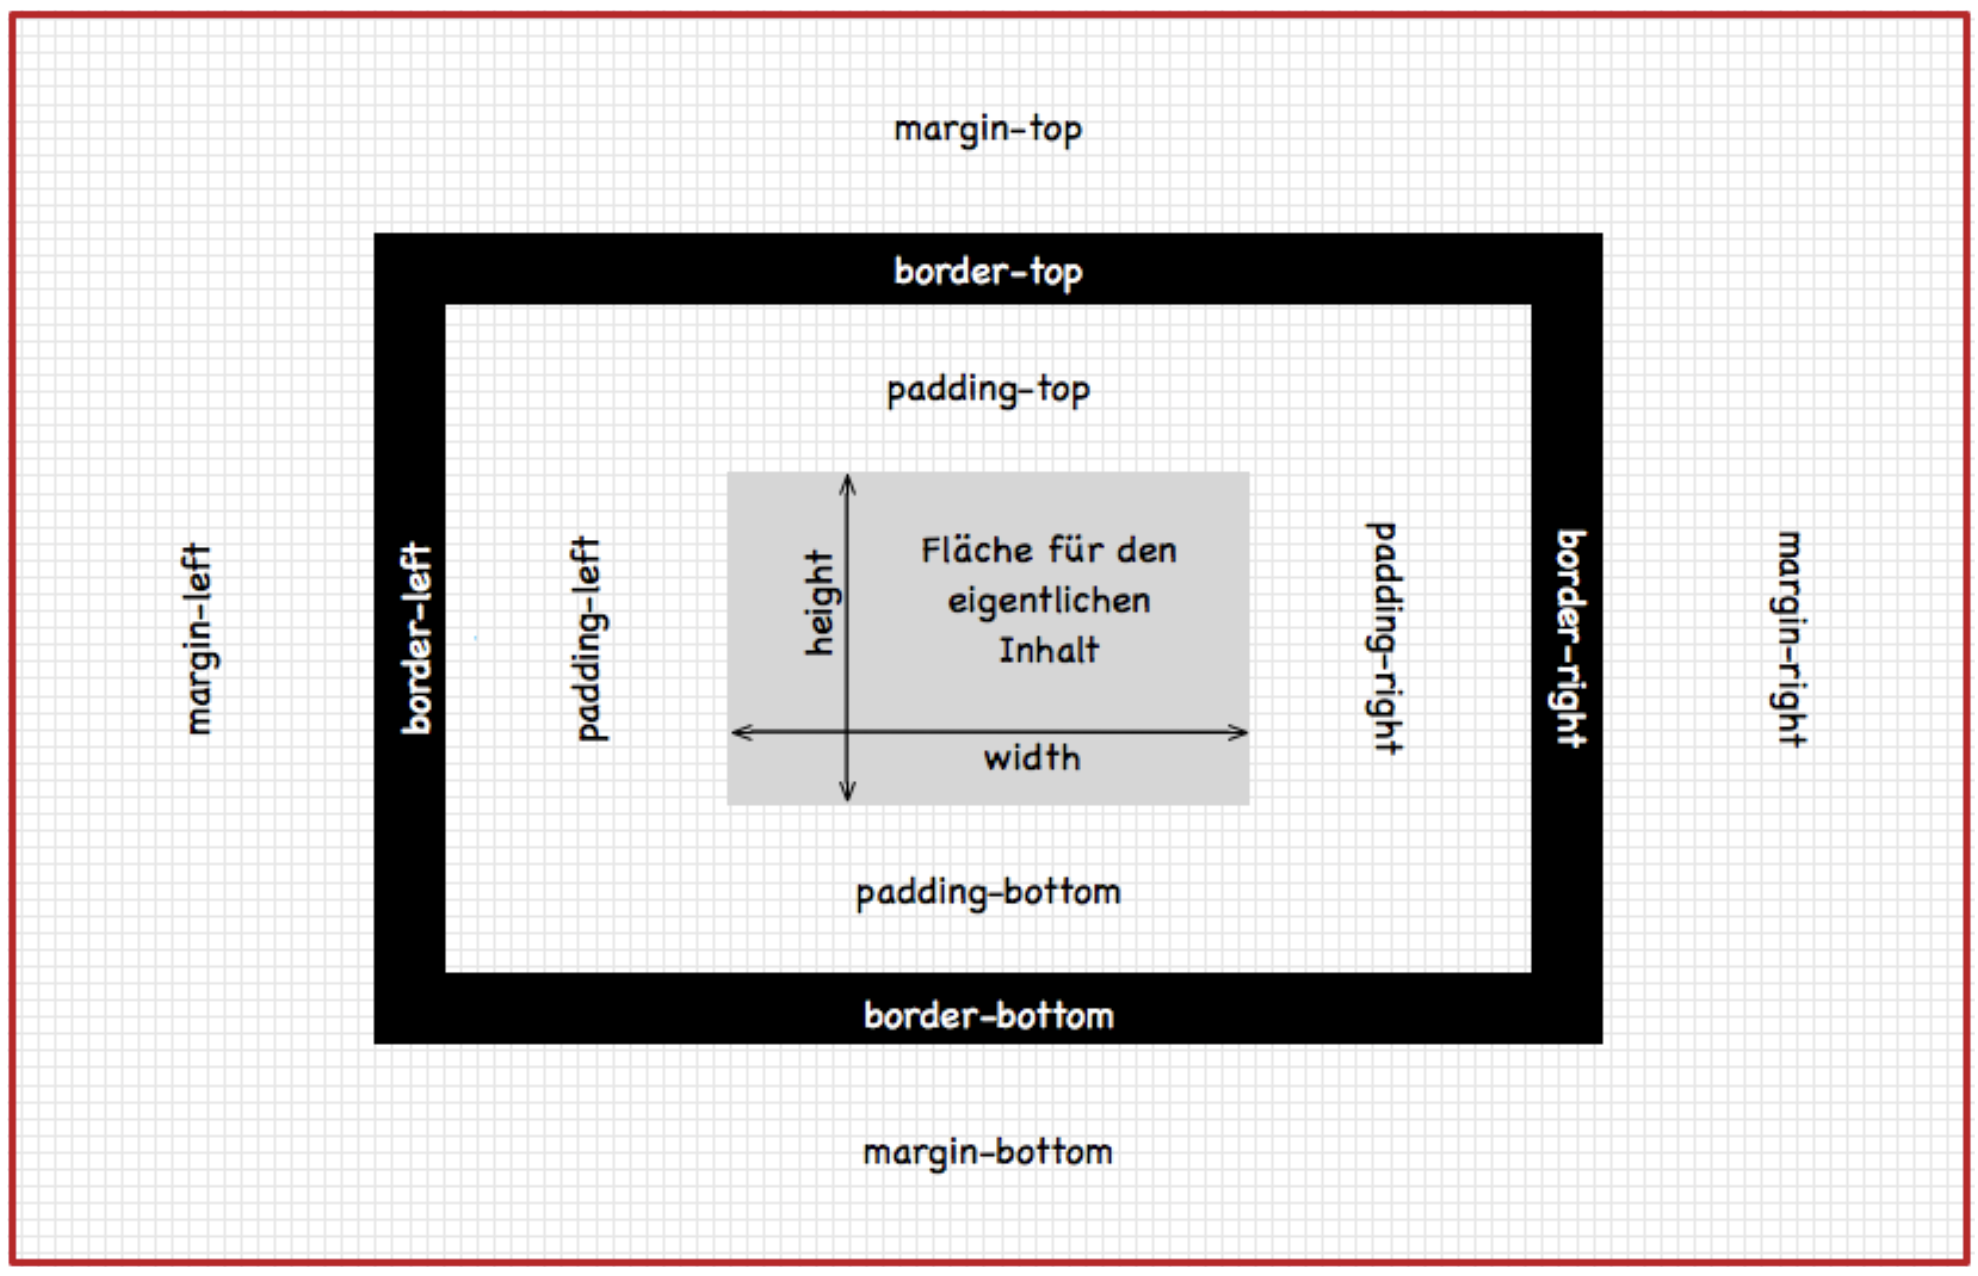 margin-top
border-top
padding-top
margin-left
border-left
padding-left
height
Fläche für den
eigentlichen
Inhalt
width
padding-right
border-right
margin-right
padding-bottom
border-bottom
margin-bottom